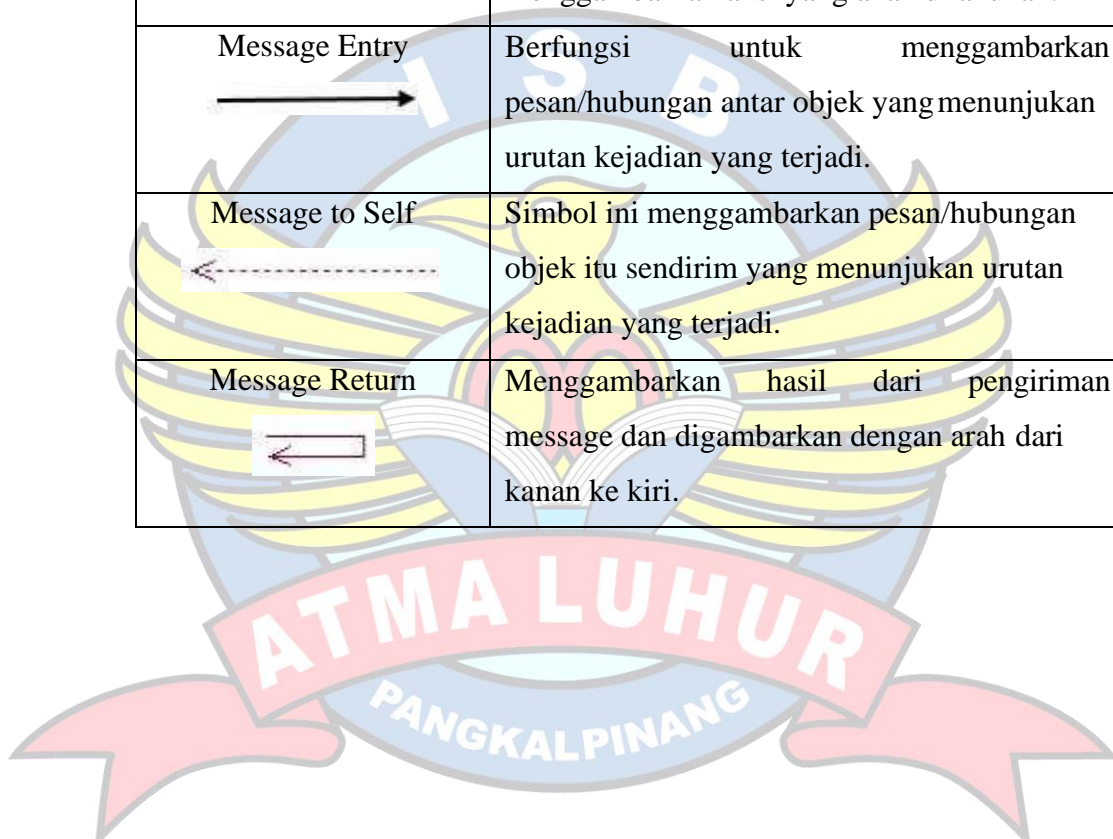 Message Entry
Berfungsi untuk menggambarkan
pesan/hubungan antar objek yang menunjukan
urutan kejadian yang terjadi.
Message to Self
Simbol ini menggambarkan pesan/hubungan
objek itu sendirim yang menunjukan urutan
kejadian yang terjadi.
Message Return
Menggambarkan hasil dari pengiriman
message dan digambarkan dengan arah dari
kanan ke kiri.
I S B
ATMA LUHUR
PANGKALPINANG